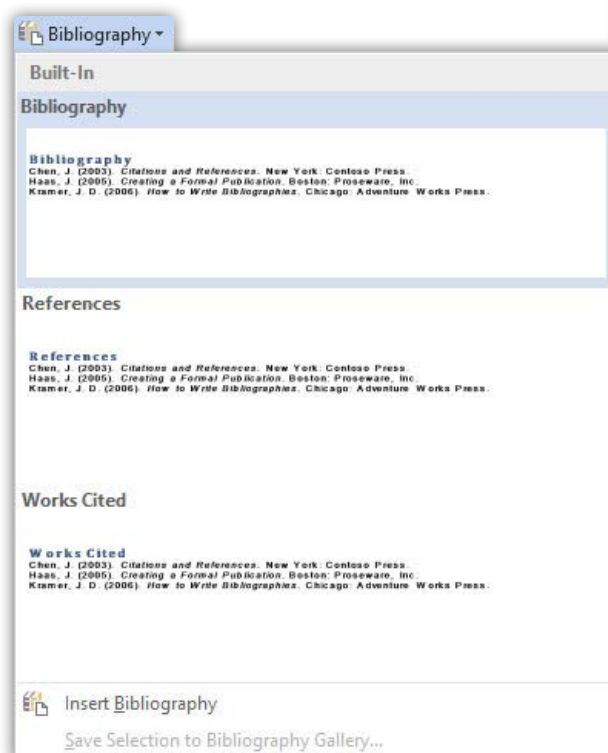 Bibliography
Built-In
Bibliography
Bibliography
Chen, J. (2003). Citations and References. New York: Contoso Press.
Haas, J. (2005). Creating a Formal Publication. Boston: Proseware, Inc.
Kramer, J. D. (2006). How to Write Bibliographies. Chicago: Adventure Works Press.
References
References
Chen, J. (2003). Citations and References. New York: Contoso Press.
Haas, J. (2005). Creating a Formal Publication. Boston: Proseware, Inc.
Kramer, J. D. (2006). How to Write Bibliographies. Chicago: Adventure Works Press.
Works Cited
Works Cited
Chen, J. (2003). Citations and References. New York: Contoso Press.
Haas, J. (2005). Creating a Formal Publication. Boston: Proseware, Inc.
Kramer, J. D. (2006). How to Write Bibliographies. Chicago: Adventure Works Press.
Insert Bibliography
Save Selection to Bibliography Gallery...